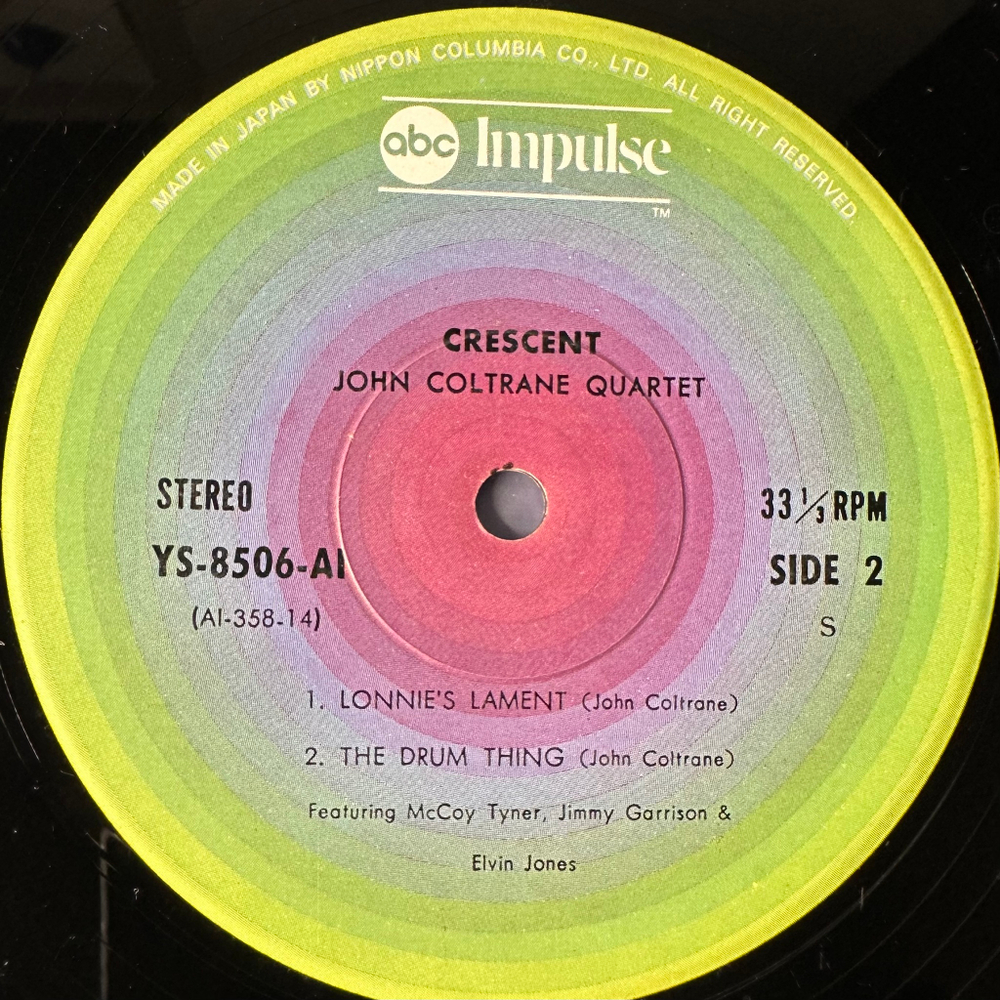 MADE IN JAPAN BY NIPPON COLUMBIA CO., LTD. ALL RIGHT RESERVED.
abc Impulse
TM
CRESCENT
JOHN COLTRANE QUARTET
STEREO
33 1/3 RPM
YS-8506-AI
SIDE 2
(AI-358-14)
S
1. LONNIE'S LAMENT (John Coltrane)
2. THE DRUM THING (John Coltrane)
Featuring McCoy Tyner, Jimmy Garrison &
Elvin Jones